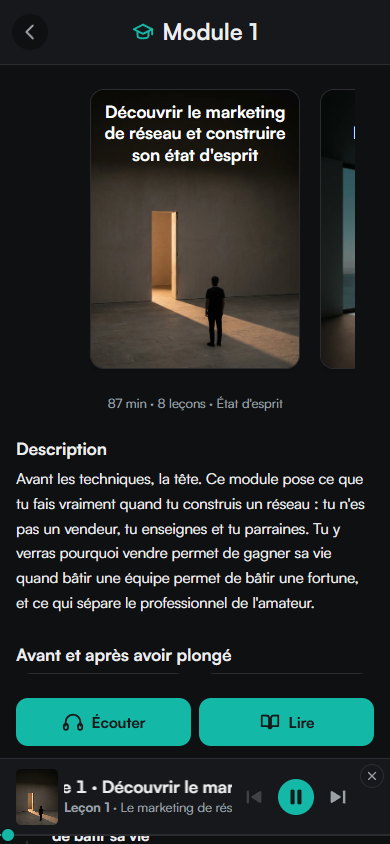 Module 1
Découvrir le marketing
de réseau et construire
son état d'esprit
87 min · 8 leçons · État d'esprit
Description
Avant les techniques, la tête. Ce module pose ce que
tu fais vraiment quand tu construis un réseau : tu n'es
pas un vendeur, tu enseignes et tu parraines. Tu y
verras pourquoi vendre permet de gagner sa vie
quand bâtir une équipe permet de bâtir une fortune,
et ce qui sépare le professionnel de l'amateur.
Avant et après avoir plongé
Écouter
Lire
e 1 · Découvrir le mar
Leçon 1 · Le marketing de rés
de bâtir sa vie